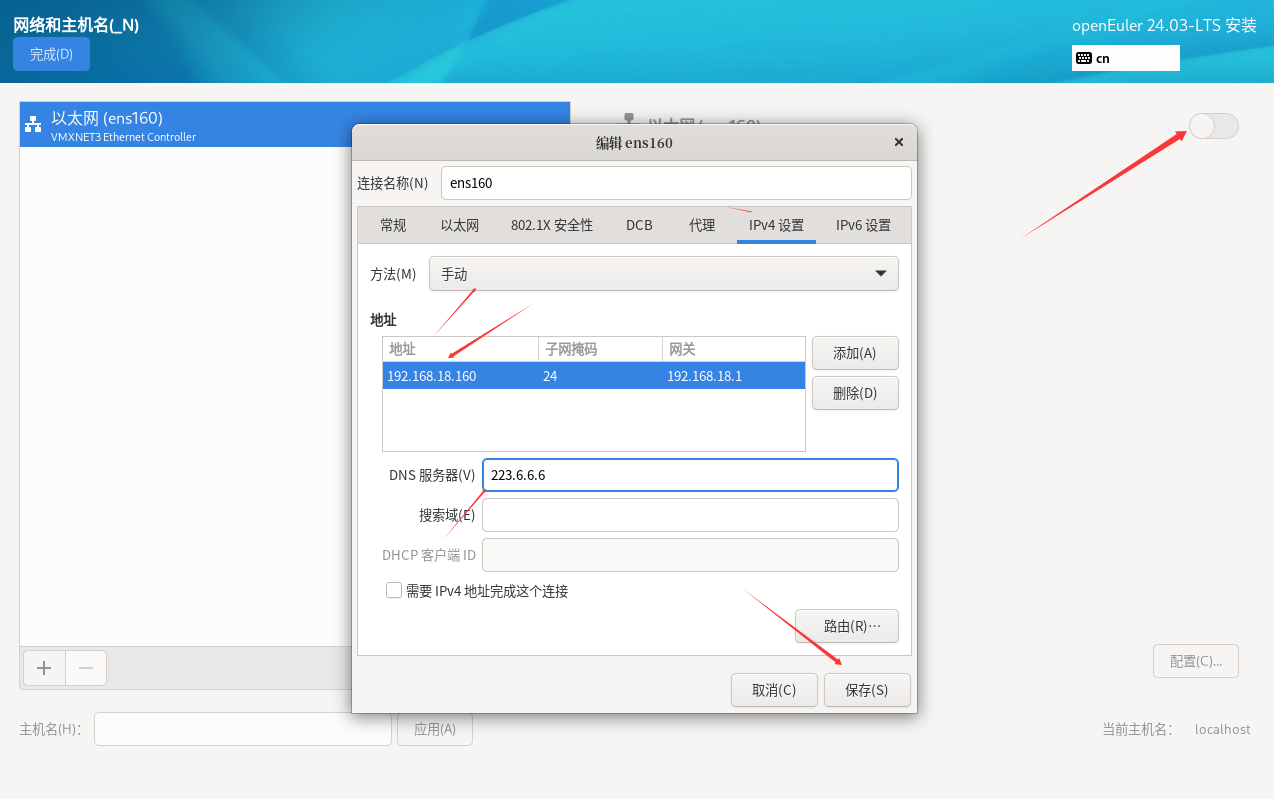 网络和主机名(_N)
openEuler 24.03-LTS 安装
完成(D)
cn
以太网 (ens160)
VMXNET3 Ethernet Controller
编辑 ens160
连接名称(N)
ens160
常规 以太网 802.1X 安全性 DCB 代理 IPv4 设置 IPv6 设置
方法(M) 手动
地址
地址 子网掩码 网关
192.168.18.160 24 192.168.18.1
添加(A)
删除(D)
DNS 服务器(V) 223.6.6.6
搜索域(E)
DHCP 客户端 ID
需要 IPv4 地址完成这个连接
路由(R)…
配置(C)...
取消(C) 保存(S)
主机名(H): 应用(A) 当前主机名: localhost